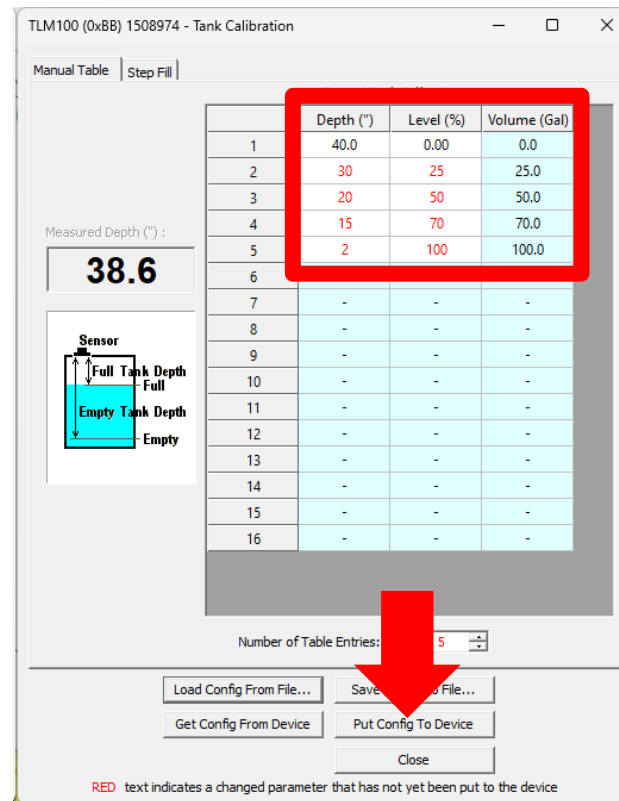 TLM100 (0xBB) 1508974 - Tank Calibration
Manual Table Step Fill
Depth (") Level (%) Volume (Gal)
1 40.0 0.00 0.0
2 30 25 25.0
3 20 50 50.0
4 15 70 70.0
5 2 100 100.0
6
7 - - -
8 - - -
9 - - -
10 - - -
11 - - -
12 - - -
13 - - -
14 - - -
15 - - -
16 - - -
Measured Depth (") :
38.6
Sensor
Full Tank Depth
Full
Empty Tank Depth
Empty
Number of Table Entries: 5
Load Config From File... Save File...
Get Config From Device Put Config To Device
Close
RED text indicates a changed parameter that has not yet been put to the device